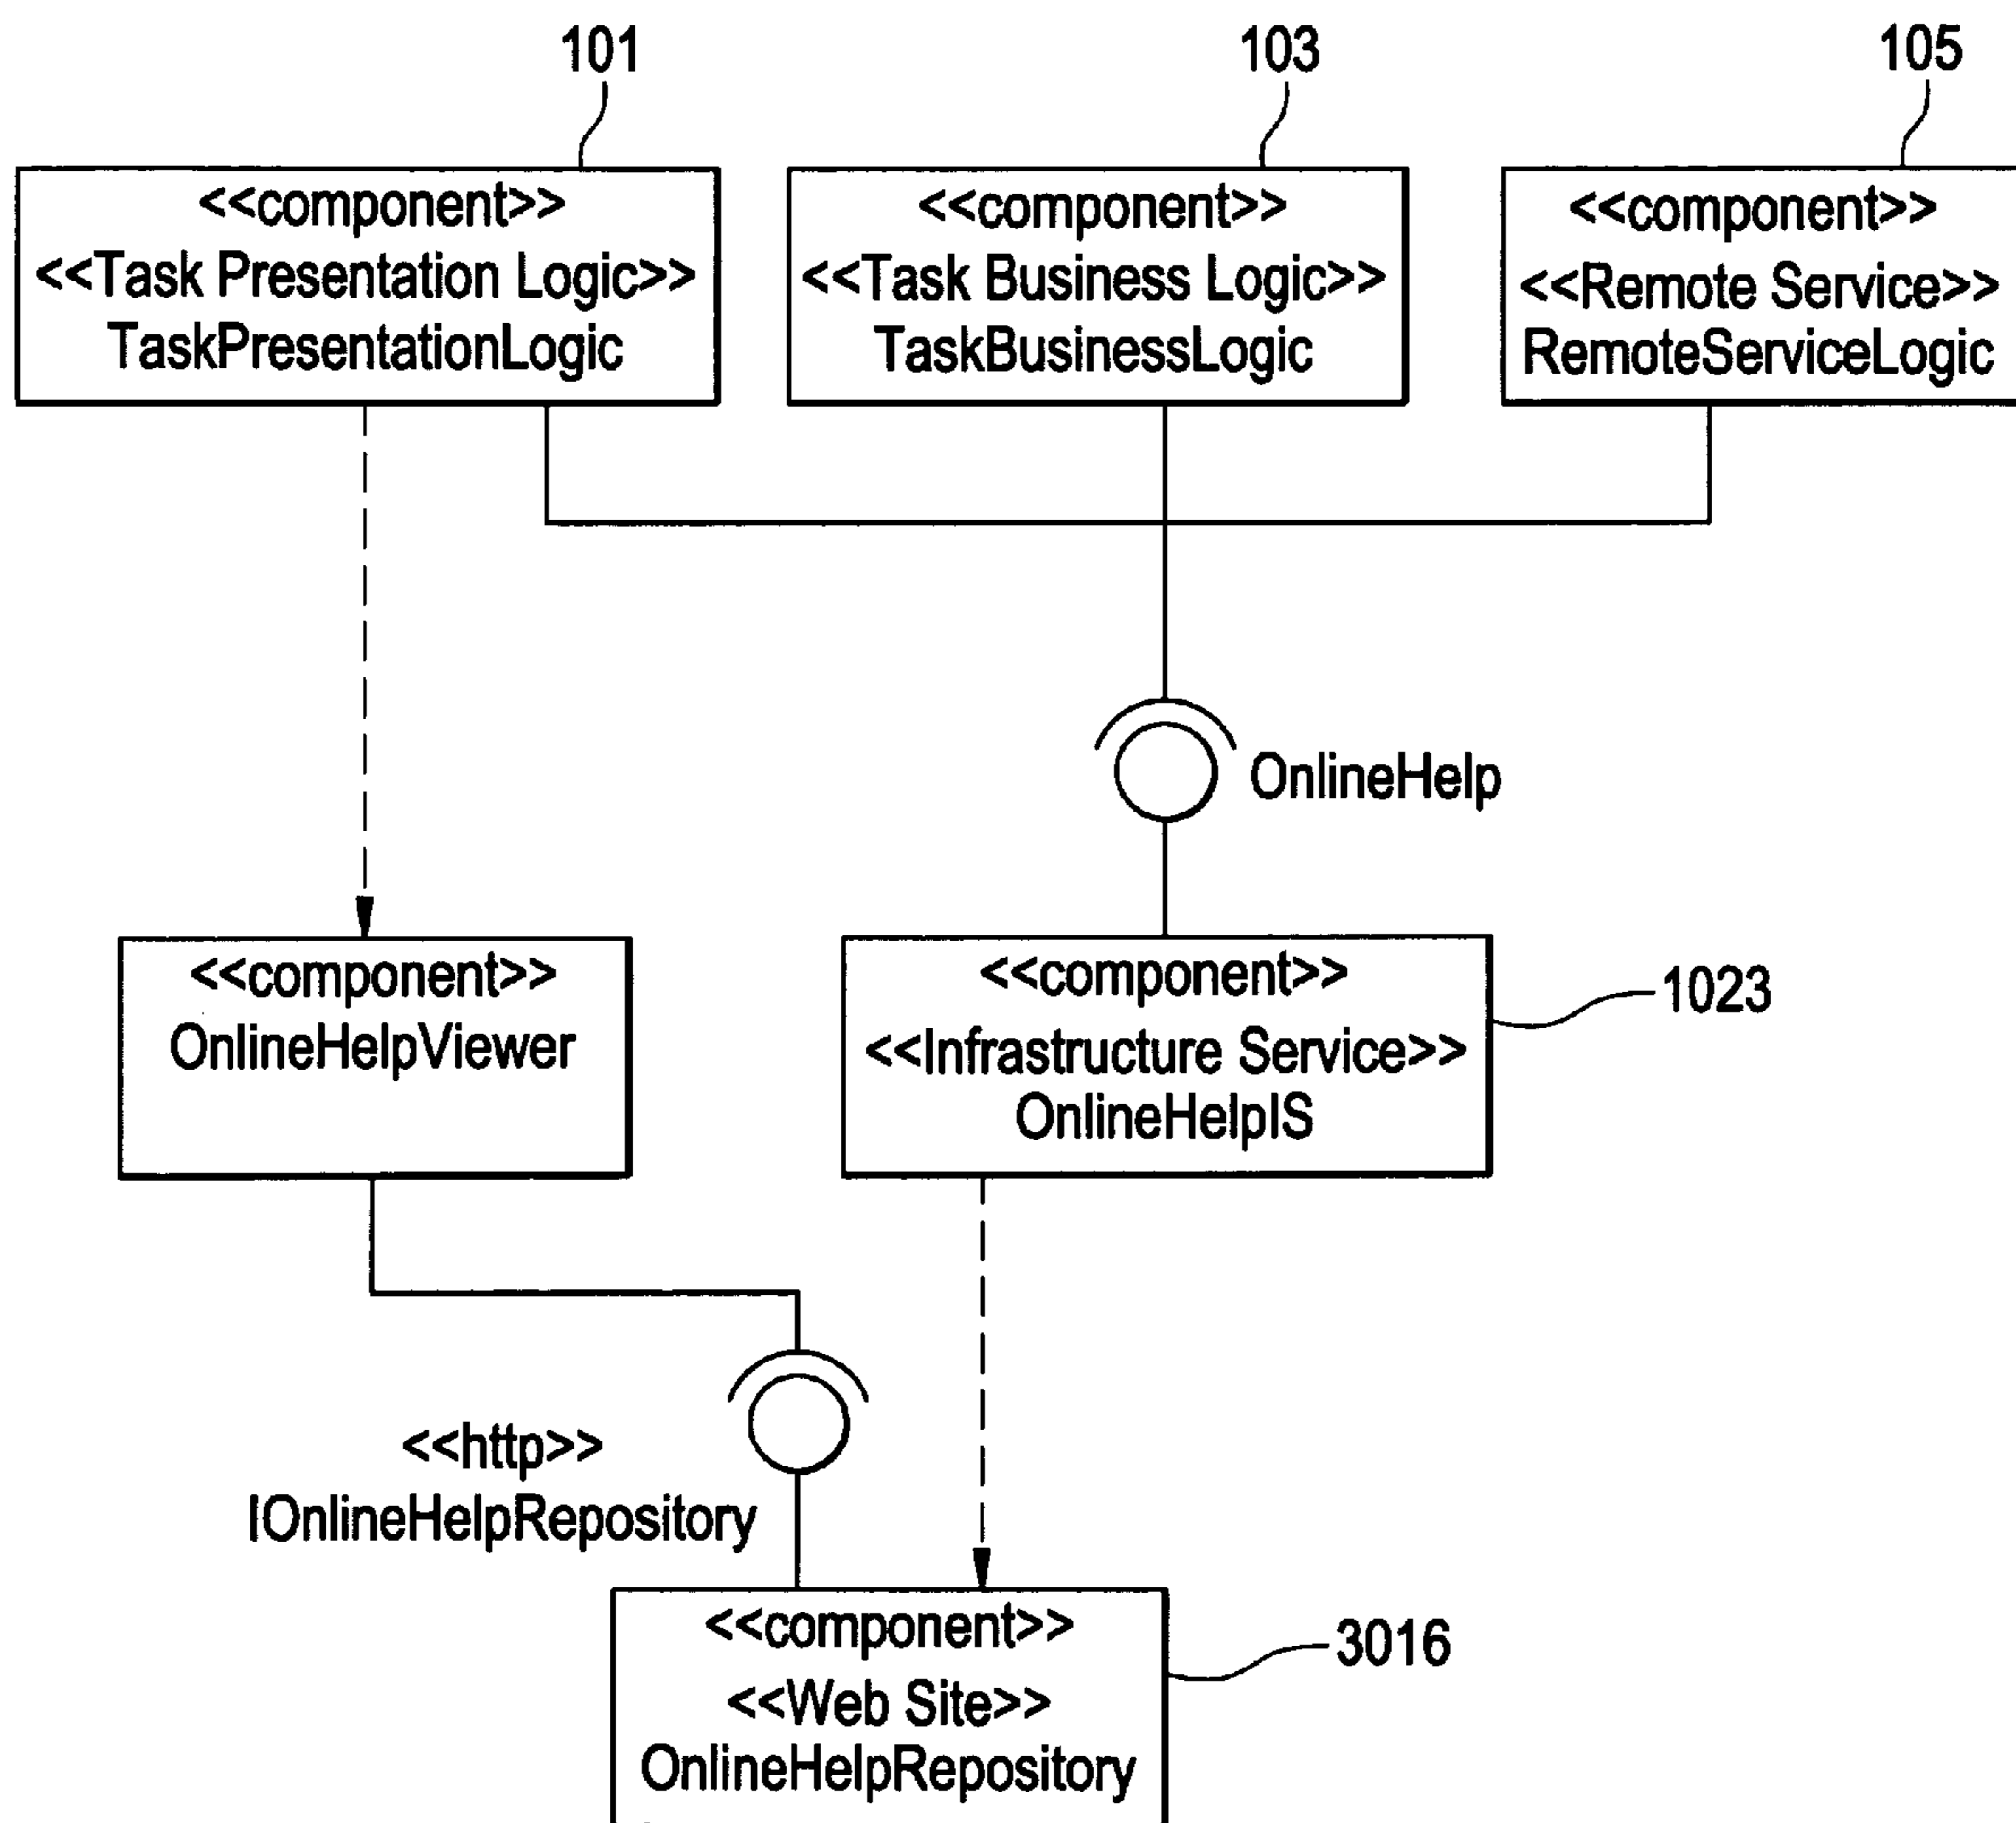 101
103
105
<<component>>
<<Task Presentation Logic>>
TaskPresentationLogic
<<component>>
<<Task Business Logic>>
TaskBusinessLogic
<<component>>
<<Remote Service>>
RemoteServiceLogic
OnlineHelp
<<component>>
OnlineHelpViewer
<<component>>
<<Infrastructure Service>>
OnlineHelpIS
1023
<<http>>
IOnlineHelpRepository
<<component>>
<<Web Site>>
OnlineHelpRepository
3016